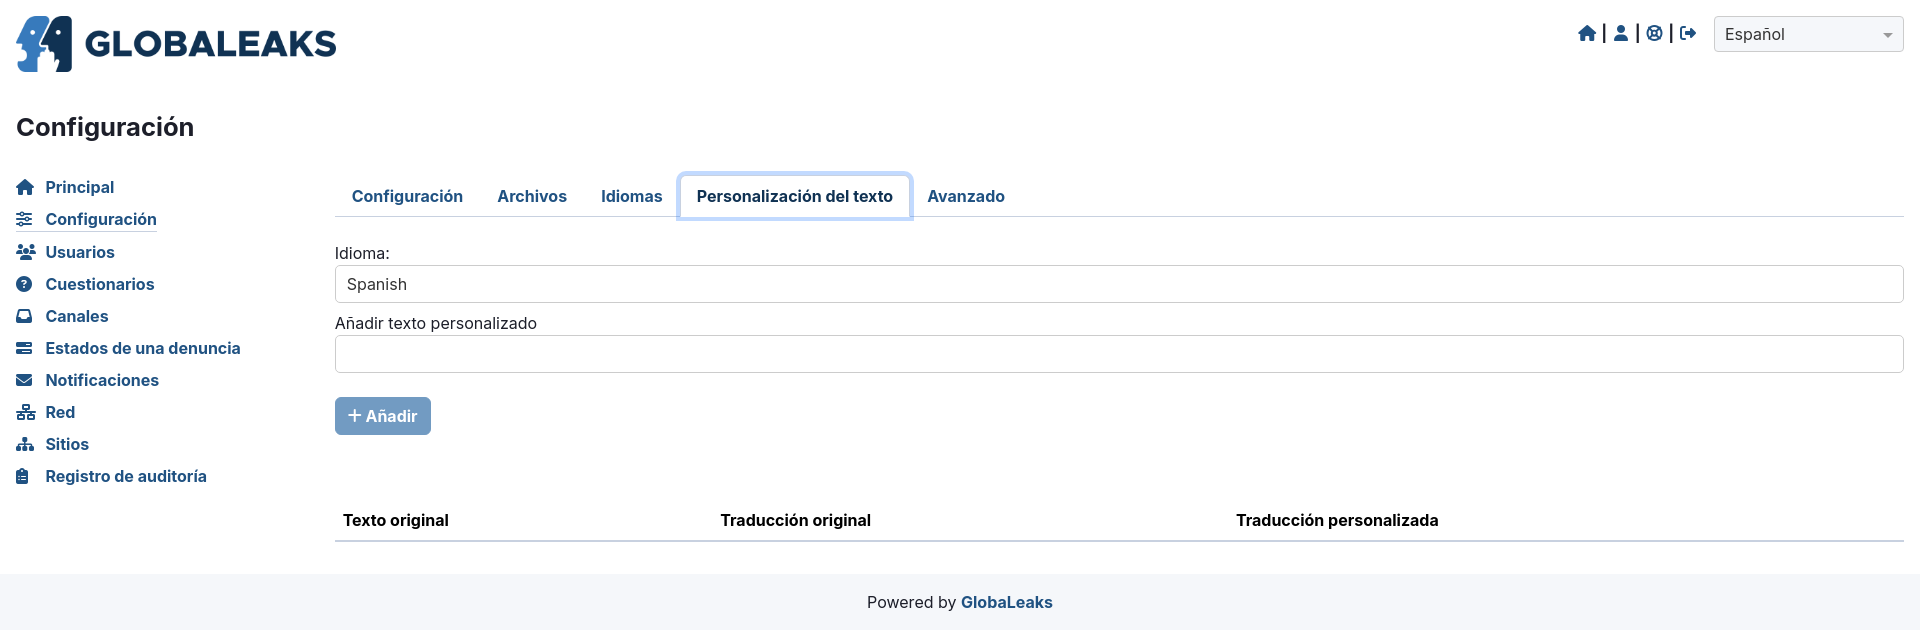 GLOBALEAKS
Español
Configuración
Principal
Configuración
Usuarios
Cuestionarios
Canales
Estados de una denuncia
Notificaciones
Red
Sitios
Registro de auditoría
Configuración Archivos Idiomas Personalización del texto Avanzado
Idioma:
Spanish
Añadir texto personalizado
+ Añadir
Texto original Traducción original Traducción personalizada
Powered by GlobaLeaks